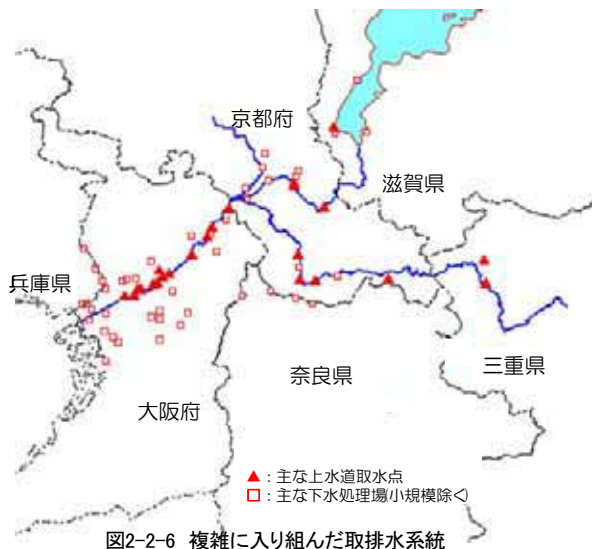 京都府
滋賀県
兵庫県
三重県
奈良県
大阪府
▲：主な上水道取水点
□：主な下水処理場(小規模除く)
図2-2-6 複雑に入り組んだ取排水系統